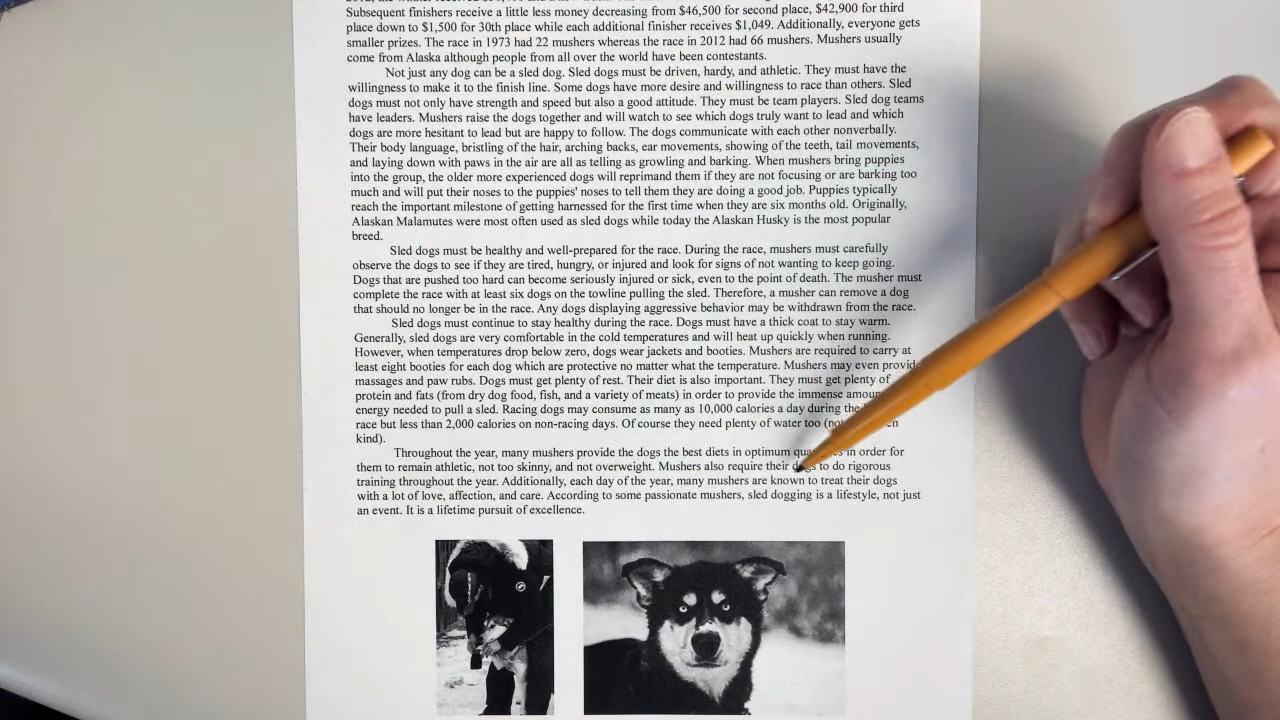 Subsequent finishers receive a little less money decreasing from $46,500 for second place, $42,900 for third
place down to $1,500 for 30th place while each additional finisher receives $1,049. Additionally, everyone gets
smaller prizes. The race in 1973 had 22 mushers whereas the race in 2012 had 66 mushers. Mushers usually
come from Alaska although people from all over the world have been contestants.
Not just any dog can be a sled dog. Sled dogs must be driven, hardy, and athletic. They must have the
willingness to make it to the finish line. Some dogs have more desire and willingness to race than others. Sled
dogs must not only have strength and speed but also a good attitude. They must be team players. Sled dog teams
have leaders. Mushers raise the dogs together and will watch to see which dogs truly want to lead and which
dogs are more hesitant to lead but are happy to follow. The dogs communicate with each other nonverbally.
Their body language, bristling of the hair, arching backs, ear movements, showing of the teeth, tail movements,
and laying down with paws in the air are all as telling as growling and barking. When mushers bring puppies
into the group, the older more experienced dogs will reprimand them if they are not focusing or are barking too
much and will put their noses to the puppies' noses to tell them they are doing a good job. Puppies typically
reach the important milestone of getting harnessed for the first time when they are six months old. Originally,
Alaskan Malamutes were most often used as sled dogs while today the Alaskan Husky is the most popular
breed.
Sled dogs must be healthy and well-prepared for the race. During the race, mushers must carefully
observe the dogs to see if they are tired, hungry, or injured and look for signs of not wanting to keep going.
Dogs that are pushed too hard can become seriously injured or sick, even to the point of death. The musher must
complete the race with at least six dogs on the towline pulling the sled. Therefore, a musher can remove a dog
that should no longer be in the race. Any dogs displaying aggressive behavior may be withdrawn from the race.
Sled dogs must continue to stay healthy during the race. Dogs must have a thick coat to stay warm.
Generally, sled dogs are very comfortable in the cold temperatures and will heat up quickly when running.
However, when temperatures drop below zero, dogs wear jackets and booties. Mushers are required to carry at
least eight booties for each dog which are protective no matter what the temperature. Mushers may even provide
massages and paw rubs. Dogs must get plenty of rest. Their diet is also important. They must get plenty of
protein and fats (from dry dog food, fish, and a variety of meats) in order to provide the immense
energy needed to pull a sled. Racing dogs may consume as many as 10,000 calories a day during the
race but less than 2,000 calories on non-racing days. Of course they need plenty of water too
kind).
Throughout the year, many mushers provide the dogs the best diets in optimum in order for
them to remain athletic, not too skinny, and not overweight. Mushers also require their to do rigorous
training throughout the year. Additionally, each day of the year, many mushers are known to treat their dogs
with a lot of love, affection, and care. According to some passionate mushers, sled dogging is a lifestyle, not just
an event. It is a lifetime pursuit of excellence.